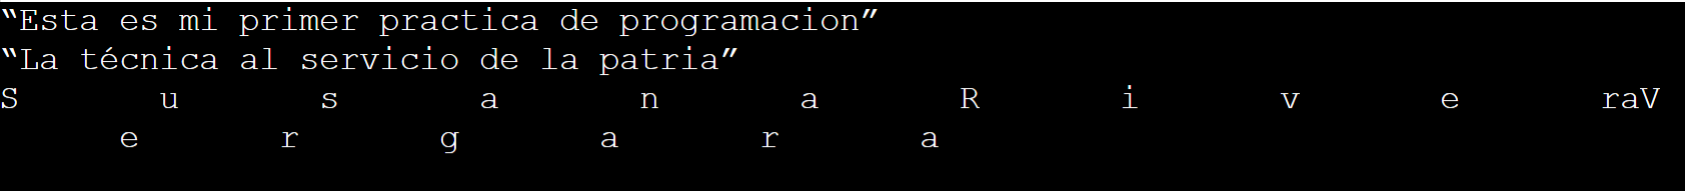 “Esta es mi primer practica de programacion”
“La técnica al servicio de la patria”
S       u       s       a       n       a       R       i       v       e       raV
      e       r       g       a       r       a